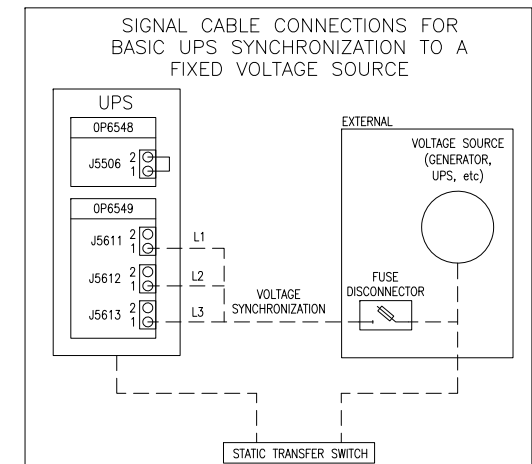 SIGNAL CABLE CONNECTIONS FOR
BASIC UPS SYNCHRONIZATION TO A
FIXED VOLTAGE SOURCE
UPS
0P6548
J5506 2
1
0P6549
J5611 2
1
L1
J5612 2
1
L2
J5613 2
1
L3
VOLTAGE
SYNCHRONIZATION
EXTERNAL
VOLTAGE SOURCE
(GENERATOR,
UPS, etc)
FUSE
DISCONNECTOR
STATIC TRANSFER SWITCH